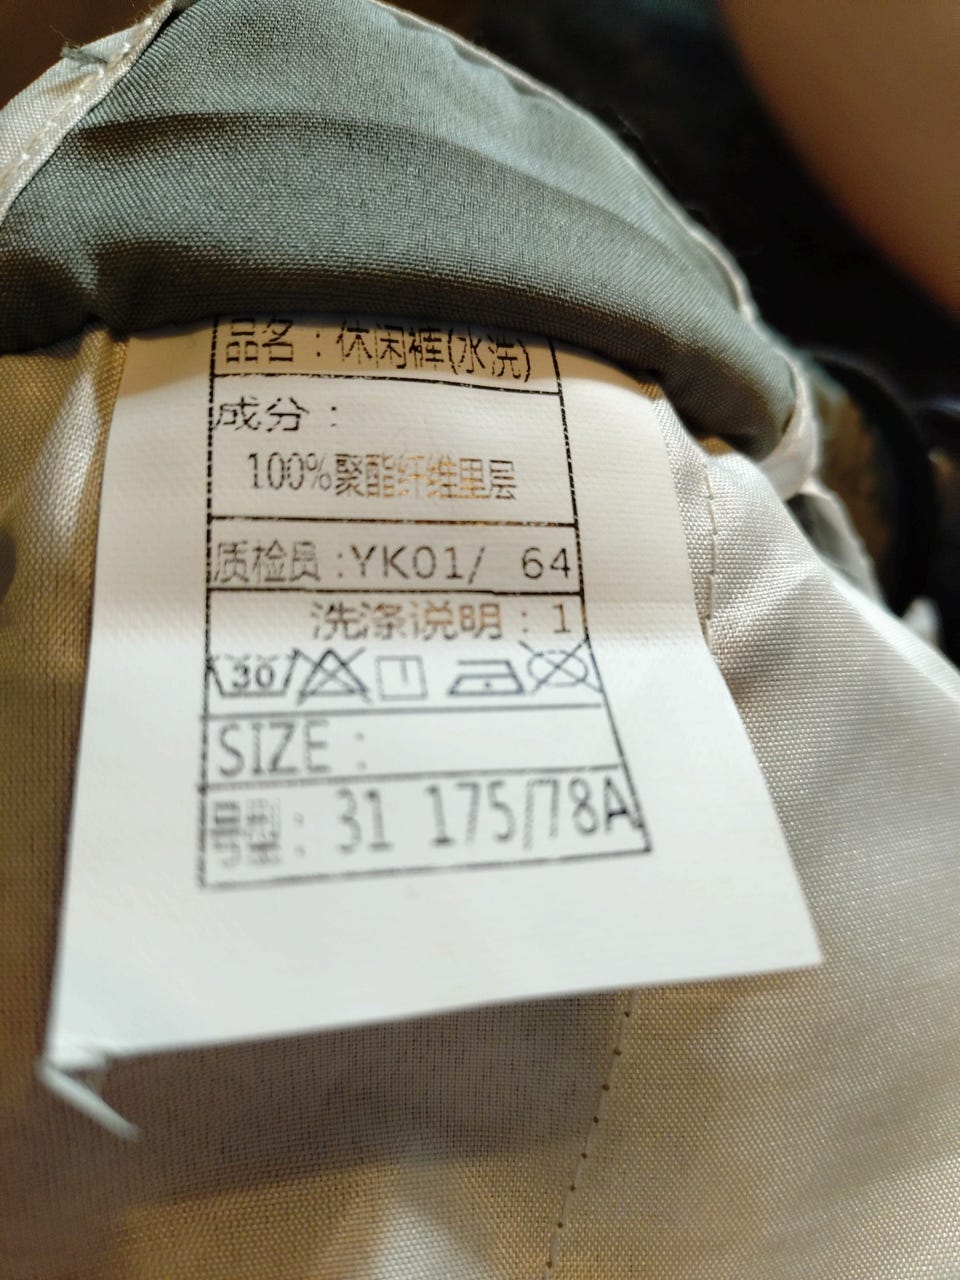 品名：休闲裤(水洗)
成分：
100%聚酯纤维里层
质检员:YK01/ 64
洗涤说明：1
30
SIZE：
号型：31 175/78A